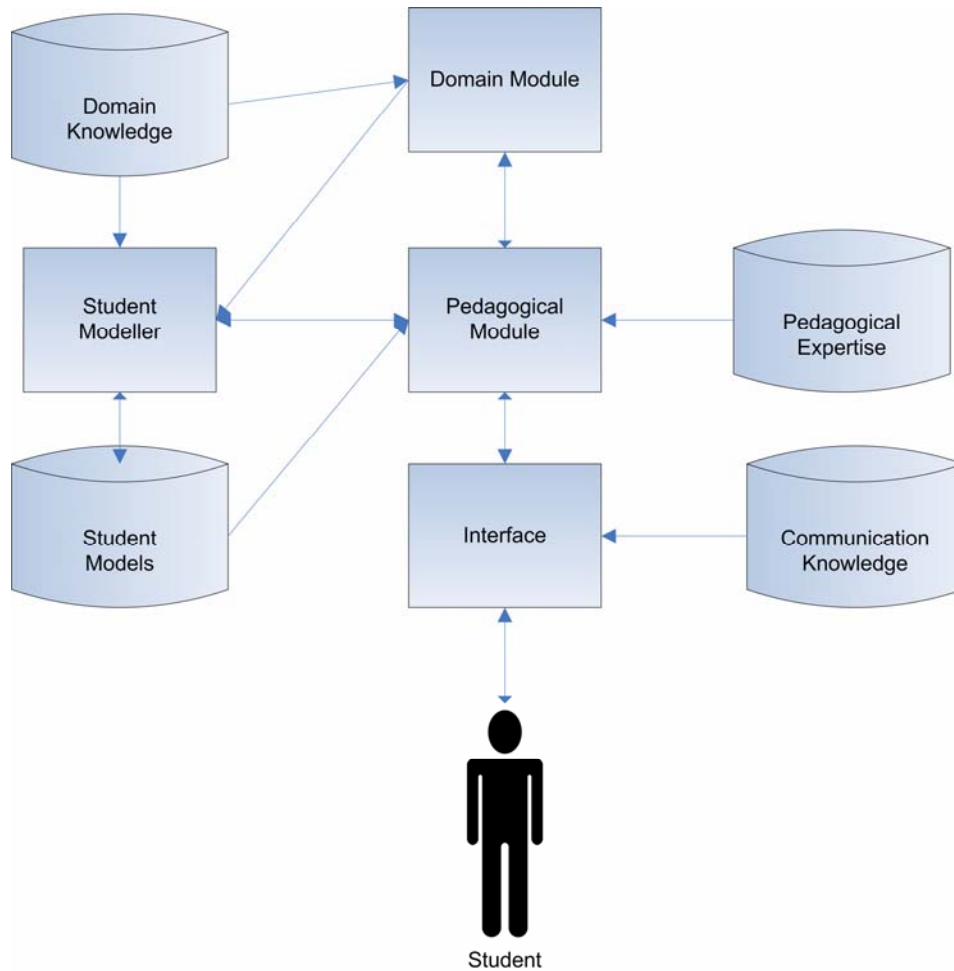 Domain
Knowledge
Domain Module
Student
Modeller
Pedagogical
Module
Pedagogical
Expertise
Student
Models
Interface
Communication
Knowledge
Student